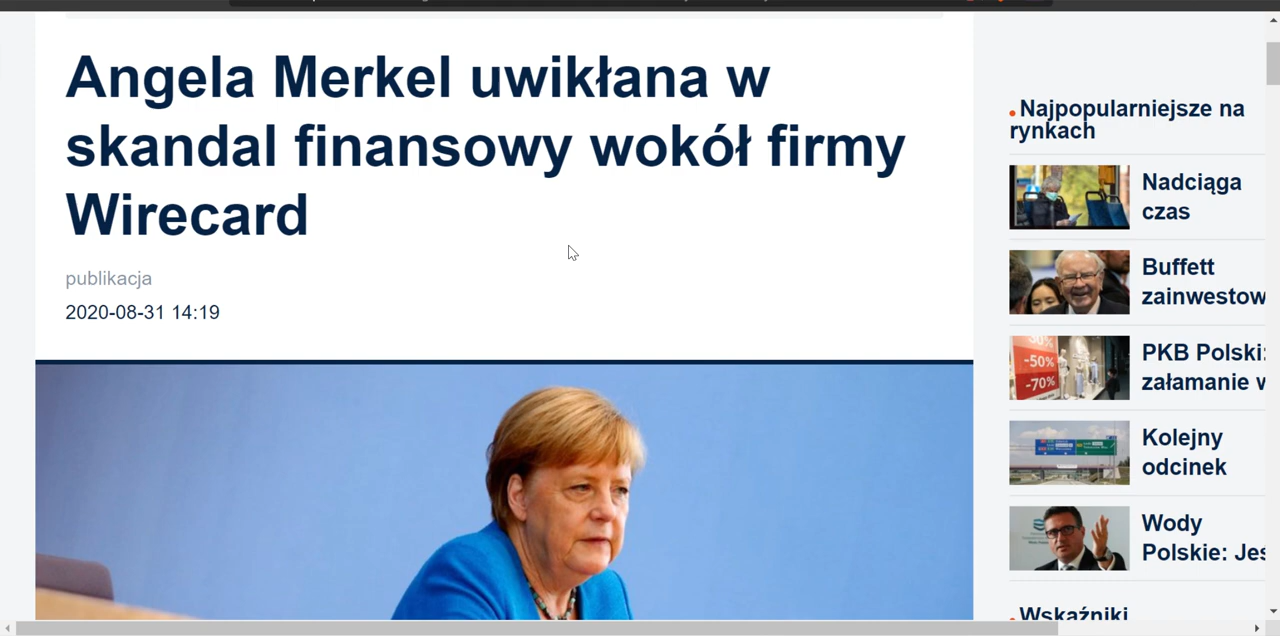 Angela Merkel uwikłana w
skandal finansowy wokół firmy
Wirecard
publikacja
2020-08-31 14:19
Najpopularniejsze na
rynkach
Nadciąga
czas
Buffett
zainwestow
-50%
-70%
PKB Polski:
załamanie w
Kolejny
odcinek
Wody
Polskie: Jes
Wskaźniki